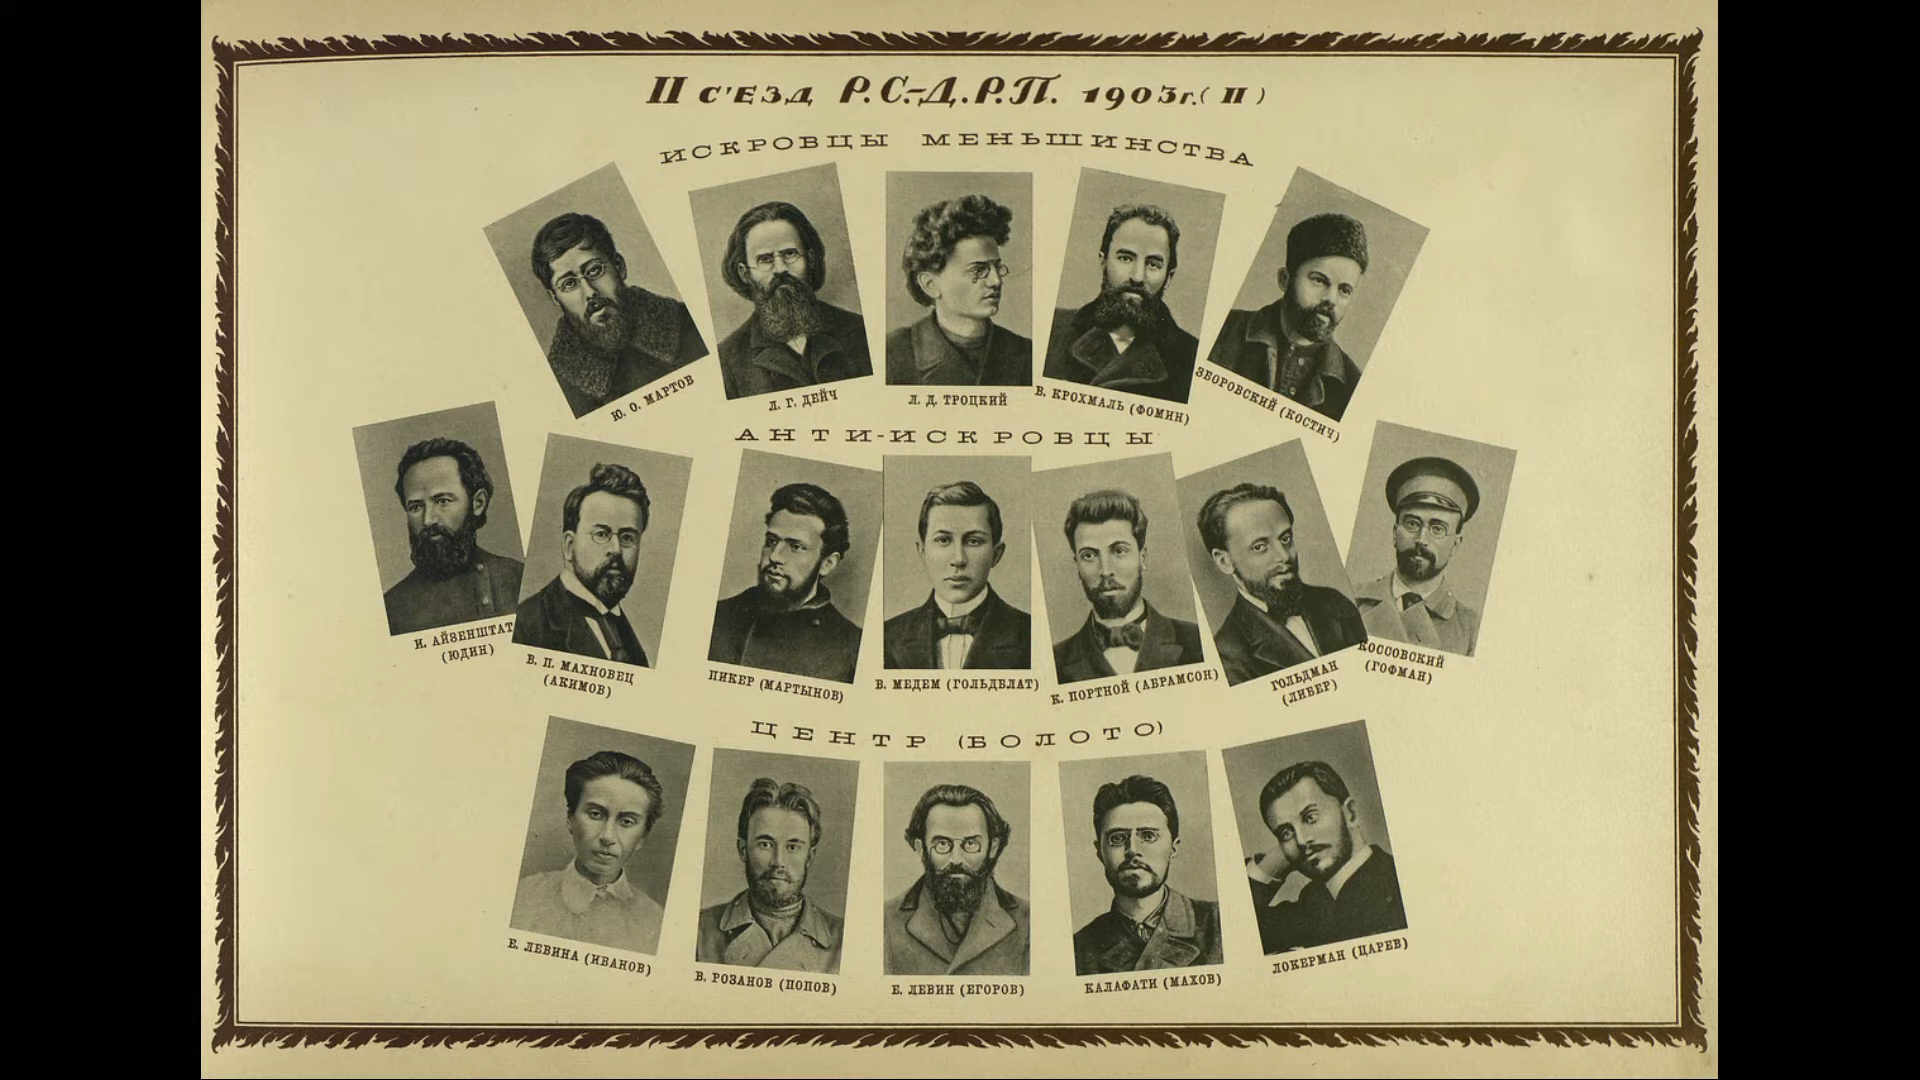 II С'ЕЗД Р.С.-Д.Р.П. 1903г.( II )
ИСКРОВЦЫ МЕНЬШИНСТВА
Ю. О. МАРТОВ
Л. Г. ДЕЙЧ
Л. Д. ТРОЦКИЙ
В. КРОХМАЛЬ (ФОМИН)
ЗБОРОВСКИЙ (КОСТИЧ)
АНТИ-ИСКРОВЦЫ
И. АЙЗЕНШТАТ
(ЮДИН)
В. П. МАХНОВЕЦ
(АКИМОВ)
ПИКЕР (МАРТЫНОВ)
В. МЕДЕМ (ГОЛЬДБЛАТ)
К. ПОРТНОЙ (АБРАМСОН)
ГОЛЬДМАН
(ЛИБЕР)
КОССОВСКИЙ
(ГОФМАН)
ЦЕНТР (БОЛОТО)
Е. ЛЕВИНА (ИВАНОВ)
В. РОЗАНОВ (ПОПОВ)
Е. ЛЕВИН (ЕГОРОВ)
КАЛАФАТИ (МАХОВ)
ЛОКЕРМАН (ЦАРЕВ)